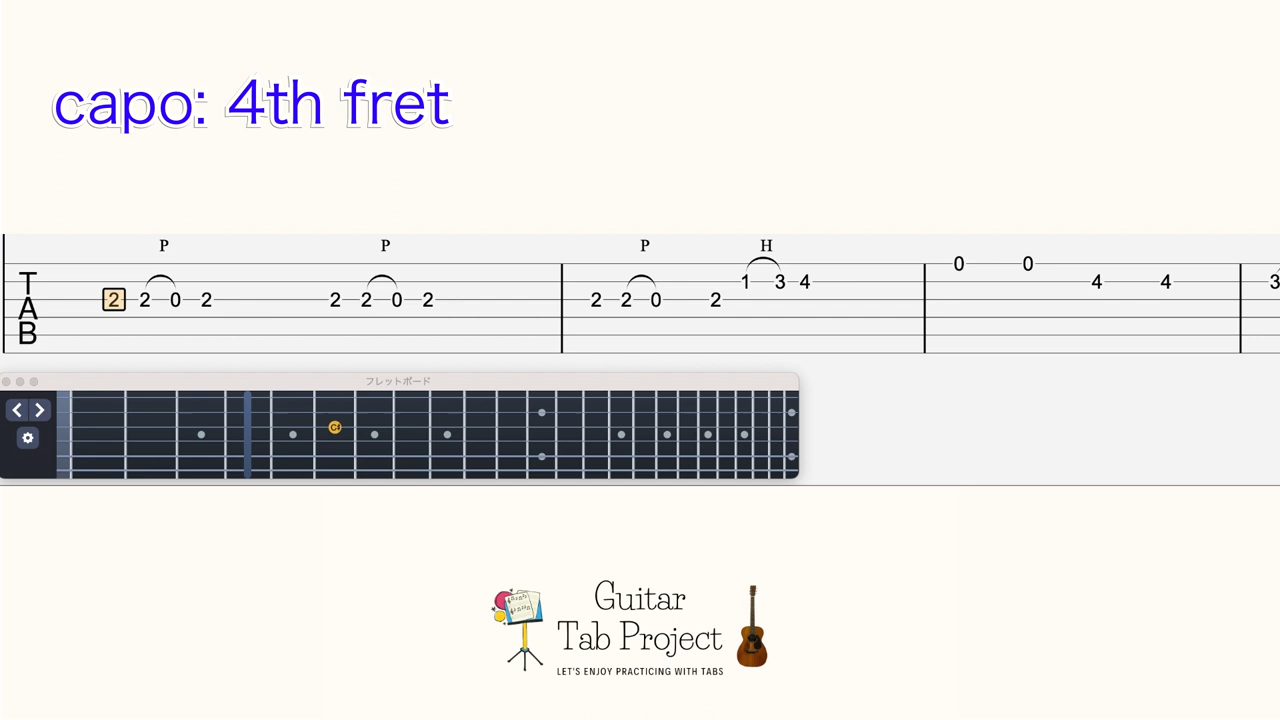 capo: 4th fret
P P P H
0 0
1 3 4 4 4 3
2 2 0 2 2 2 0 2 2 2 0 2
T
A
B
フレットボード
Guitar
Tab Project
LET'S ENJOY PRACTICING WITH TABS